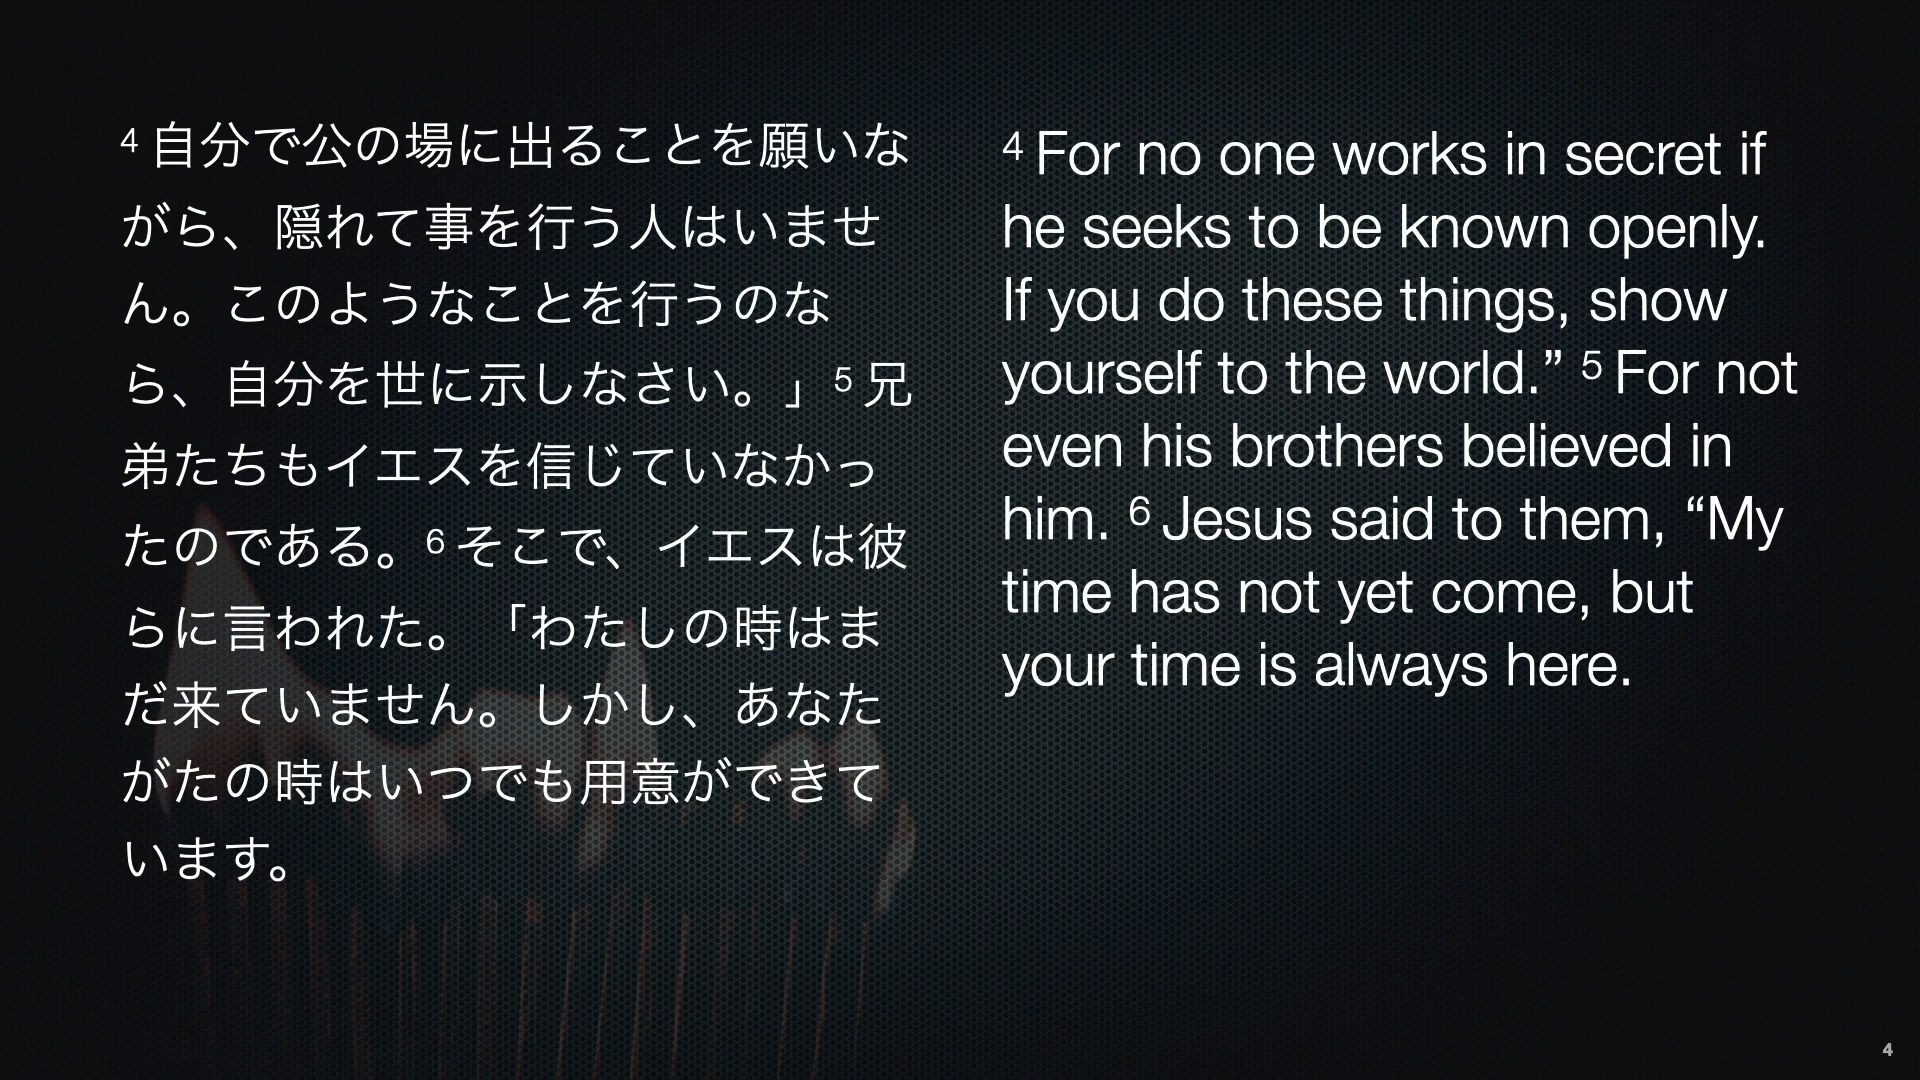 4 自分で公の場に出ることを願いな
がら、隠れて事を行う人はいませ
ん。このようなことを行うのな
ら、自分を世に示しなさい。」5 兄
弟たちもイエスを信じていなかっ
たのである。6 そこで、イエスは彼
らに言われた。「わたしの時はま
だ来ていません。しかし、あなた
がたの時はいつでも用意ができて
います。
4 For no one works in secret if
he seeks to be known openly.
If you do these things, show
yourself to the world.” 5 For not
even his brothers believed in
him. 6 Jesus said to them, “My
time has not yet come, but
your time is always here.
4